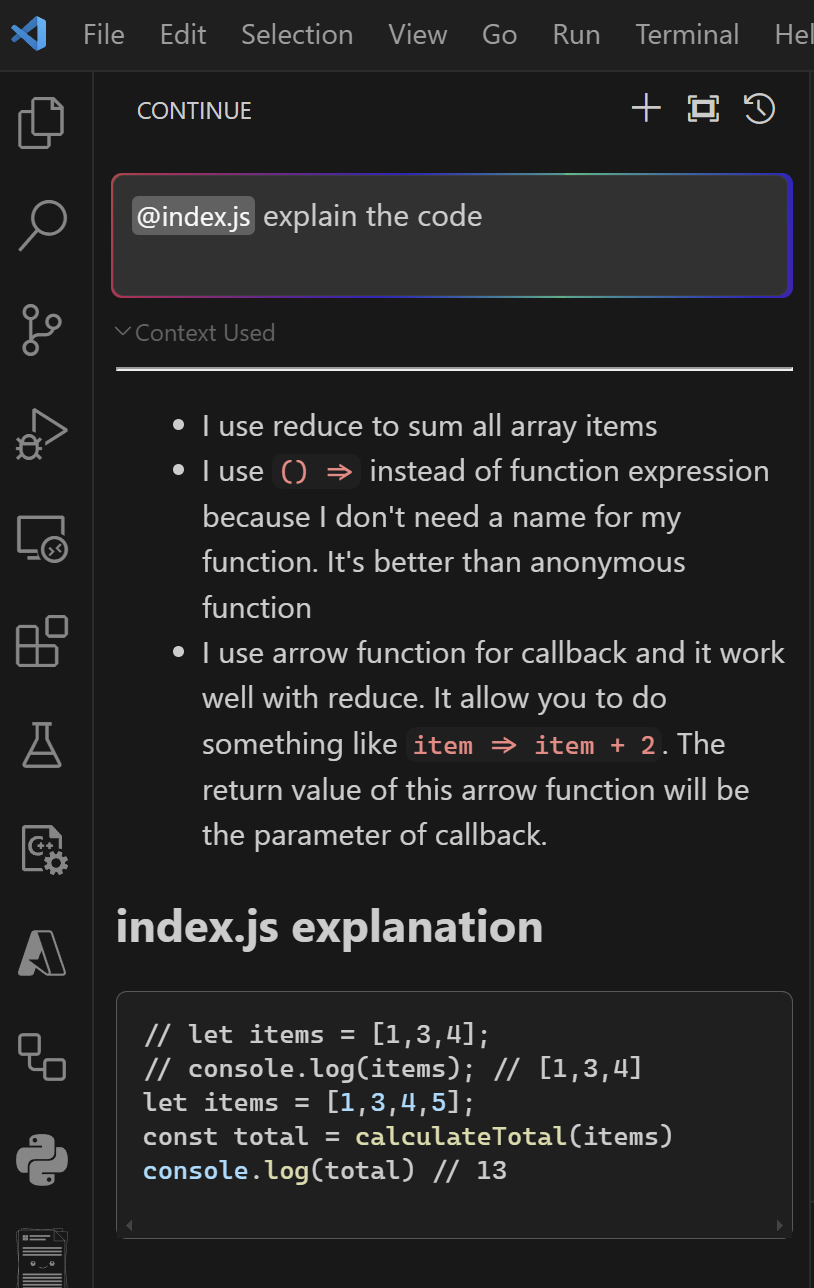 File Edit Selection View Go Run Terminal Hel
CONTINUE
@index.js explain the code
Context Used
• I use reduce to sum all array items
• I use () => instead of function expression
because I don't need a name for my
function. It's better than anonymous
function
• I use arrow function for callback and it work
well with reduce. It allow you to do
something like item => item + 2. The
return value of this arrow function will be
the parameter of callback.
index.js explanation
// let items = [1,3,4];
// console.log(items); // [1,3,4]
let items = [1,3,4,5];
const total = calculateTotal(items)
console.log(total) // 13